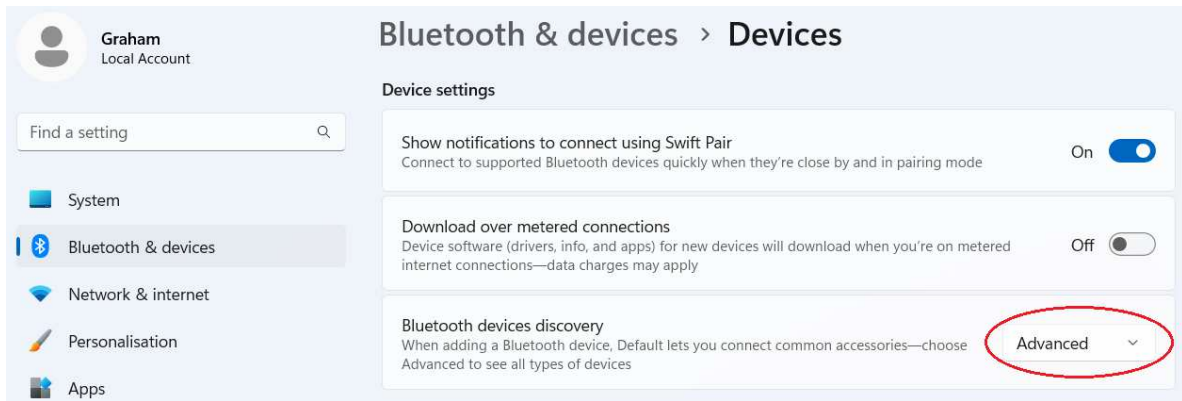 Graham
Local Account
Find a setting
System
Bluetooth & devices
Network & internet
Personalisation
Apps
Bluetooth & devices > Devices
Device settings
Show notifications to connect using Swift Pair
Connect to supported Bluetooth devices quickly when they're close by and in pairing mode
On
Download over metered connections
Device software (drivers, info, and apps) for new devices will download when you're on metered
internet connections—data charges may apply
Off
Bluetooth devices discovery
When adding a Bluetooth device, Default lets you connect common accessories—choose
Advanced to see all types of devices
Advanced